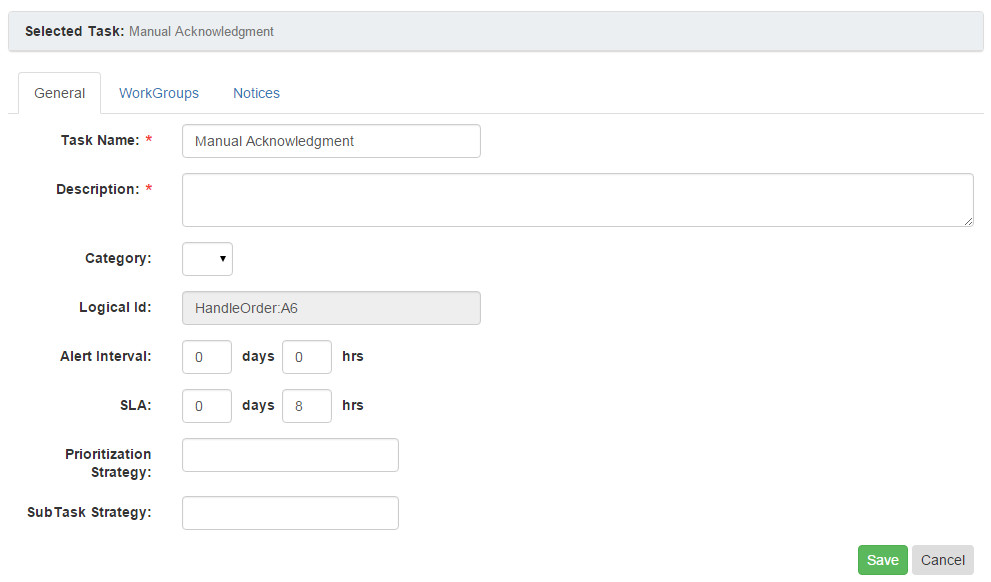 Selected Task: Manual Acknowledgment
General WorkGroups Notices
Task Name: * Manual Acknowledgment
Description: *
Category:
Logical Id: HandleOrder:A6
Alert Interval: 0 days 0 hrs
SLA: 0 days 8 hrs
Prioritization
Strategy:
SubTask Strategy:
Save Cancel